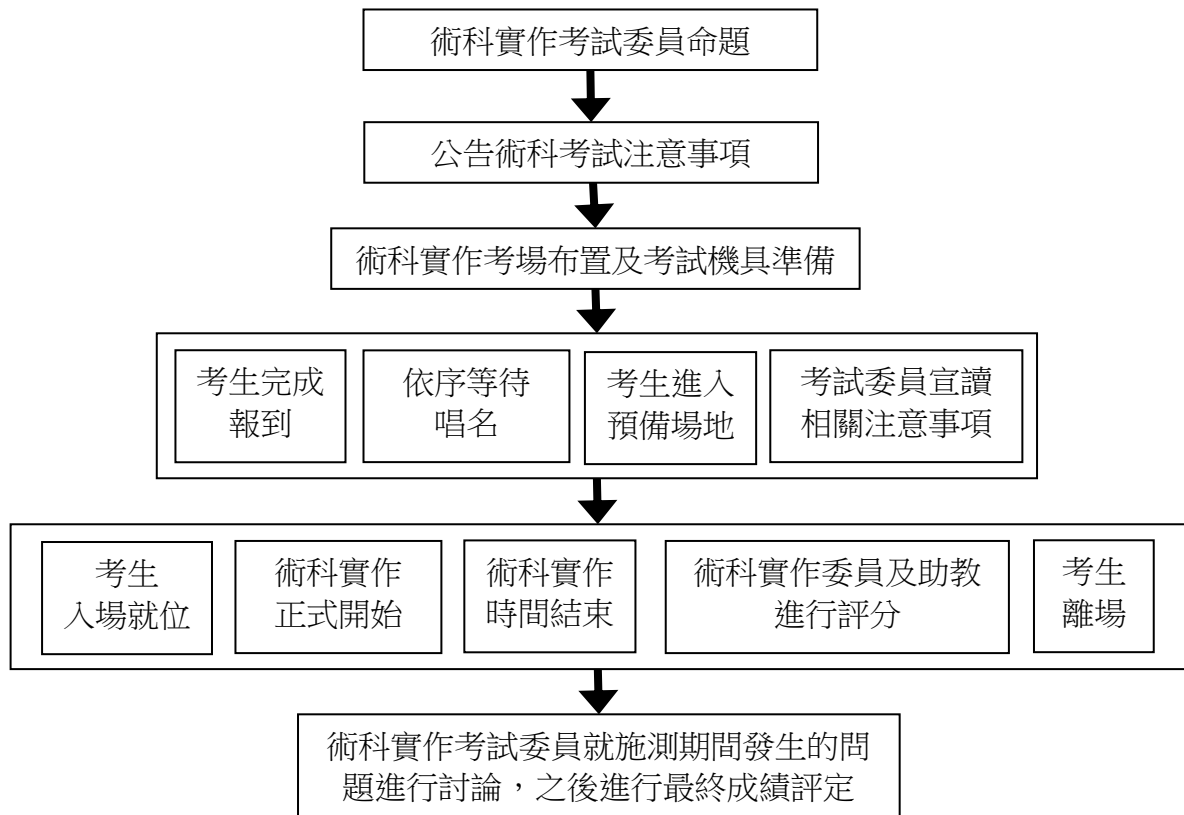 術科實作考試委員命題
公告術科考試注意事項
術科實作考場布置及考試機具準備
考生完成
報到
依序等待
唱名
考生進入
預備場地
考試委員宣讀
相關注意事項
考生
入場就位
術科實作
正式開始
術科實作
時間結束
術科實作委員及助教
進行評分
考生
離場
術科實作考試委員就施測期間發生的問
題進行討論，之後進行最終成績評定